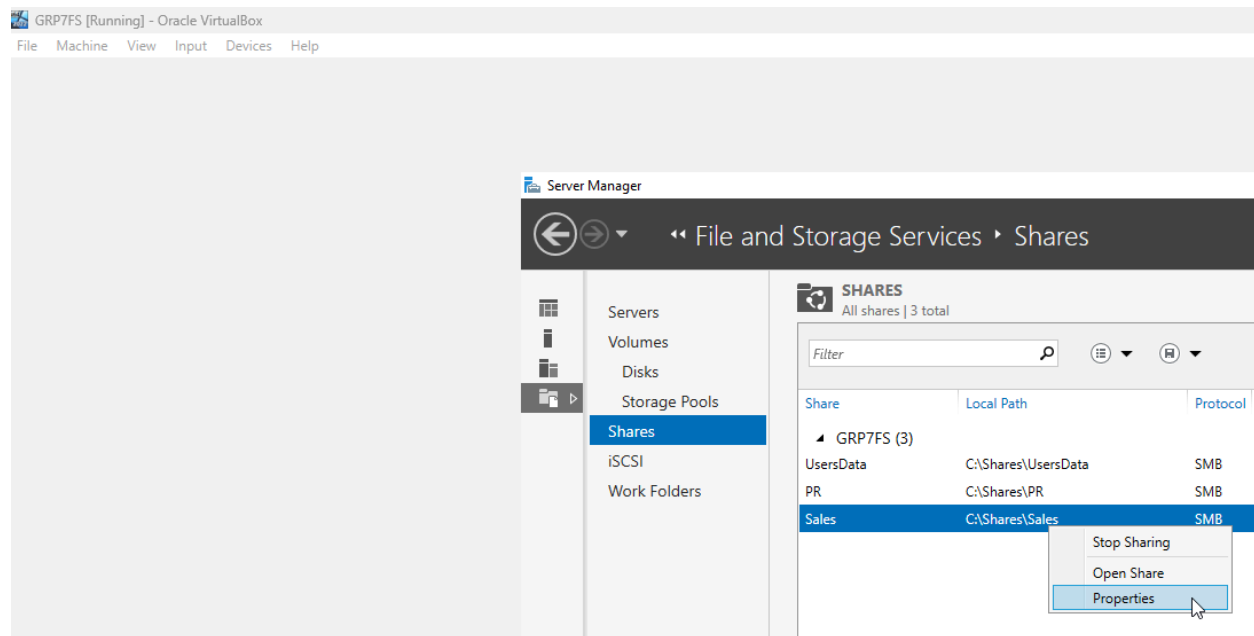 GRP7FS [Running] - Oracle VirtualBox
File Machine View Input Devices Help
Server Manager
File and Storage Services Shares
SHARES
All shares | 3 total
Servers
Volumes
Disks
Storage Pools
Shares
iSCSI
Work Folders
Filter
Share Local Path Protocol
GRP7FS (3)
UsersData C:\Shares\UsersData SMB
PR C:\Shares\PR SMB
Sales C:\Shares\Sales SMB
Stop Sharing
Open Share
Properties